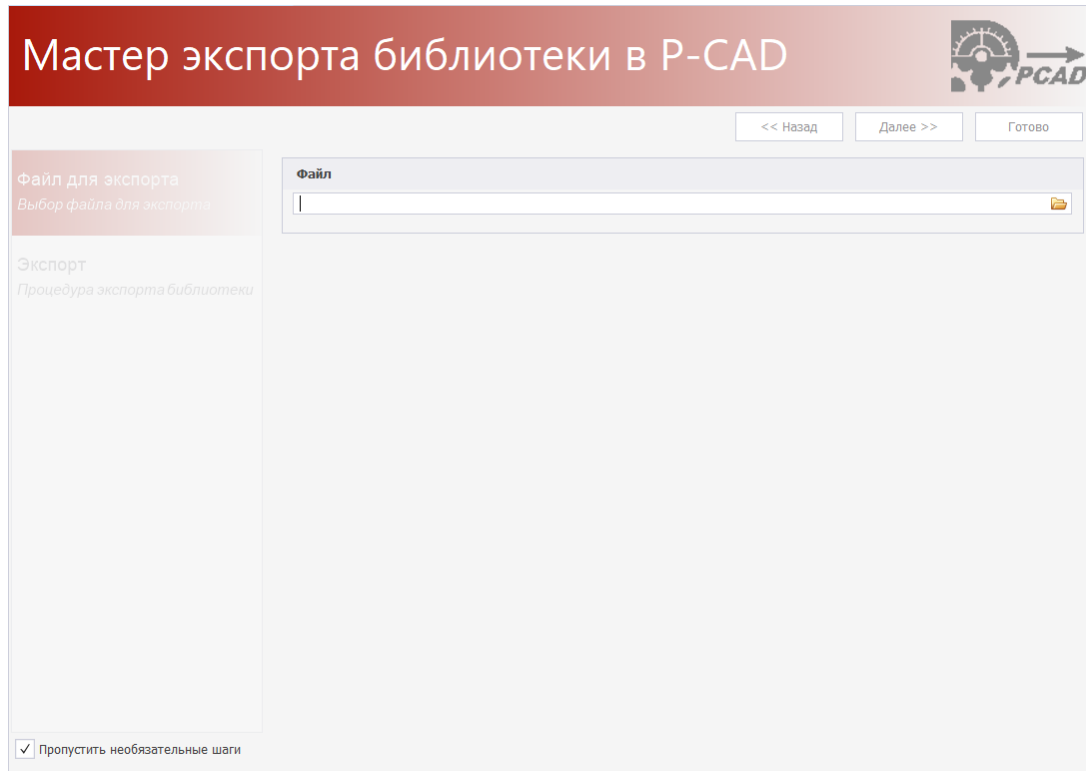 Мастер экспорта библиотеки в P-CAD
PCAD
<< Назад
Далее >>
Готово
Файл для экспорта
Выбор файла для экспорта
Файл
Экспорт
Процедура экспорта библиотеки
Пропустить необязательные шаги